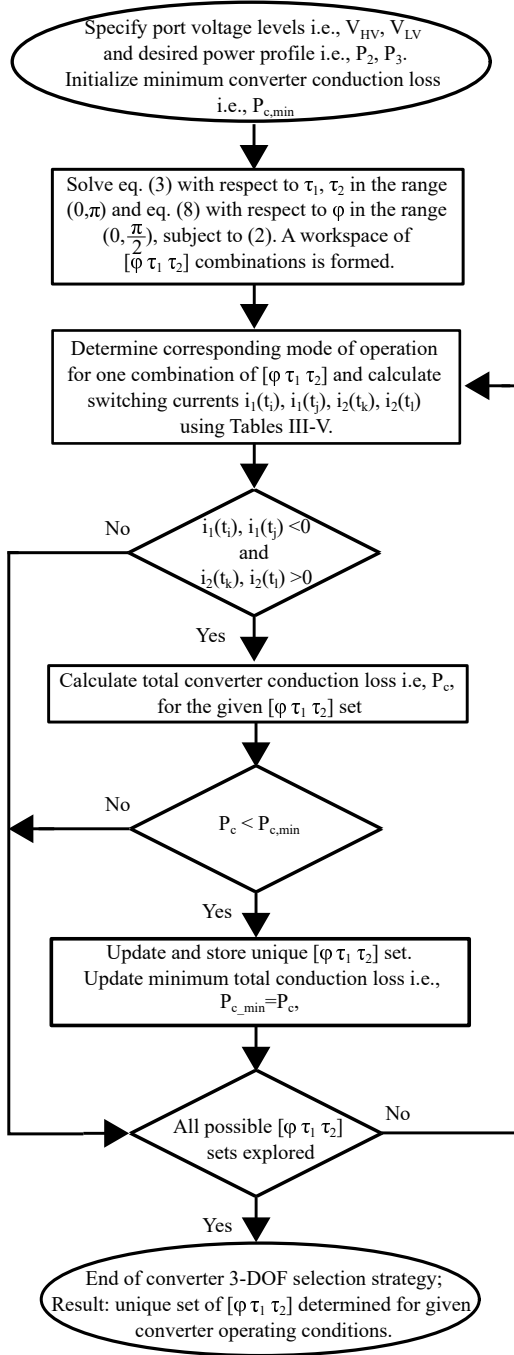 Specify port voltage levels i.e., V_HV, V_LV
and desired power profile i.e., P_2, P_3.
Initialize minimum converter conduction loss
i.e., P_c,min
Solve eq. (3) with respect to τ_1, τ_2 in the range
(0,π) and eq. (8) with respect to φ in the range
(0,π/2), subject to (2). A workspace of
[φ τ_1 τ_2] combinations is formed.
Determine corresponding mode of operation
for one combination of [φ τ_1 τ_2] and calculate
switching currents i_1(t_i), i_1(t_j), i_2(t_k), i_2(t_l)
using Tables III-V.
No
i_1(t_i), i_1(t_j) <0
and
i_2(t_k), i_2(t_l) >0
Yes
Calculate total converter conduction loss i.e, P_c,
for the given [φ τ_1 τ_2] set
No
P_c < P_c,min
Yes
Update and store unique [φ τ_1 τ_2] set.
Update minimum total conduction loss i.e.,
P_c_min=P_c,
All possible [φ τ_1 τ_2]
sets explored
No
Yes
End of converter 3-DOF selection strategy;
Result: unique set of [φ τ_1 τ_2] determined for given
converter operating conditions.